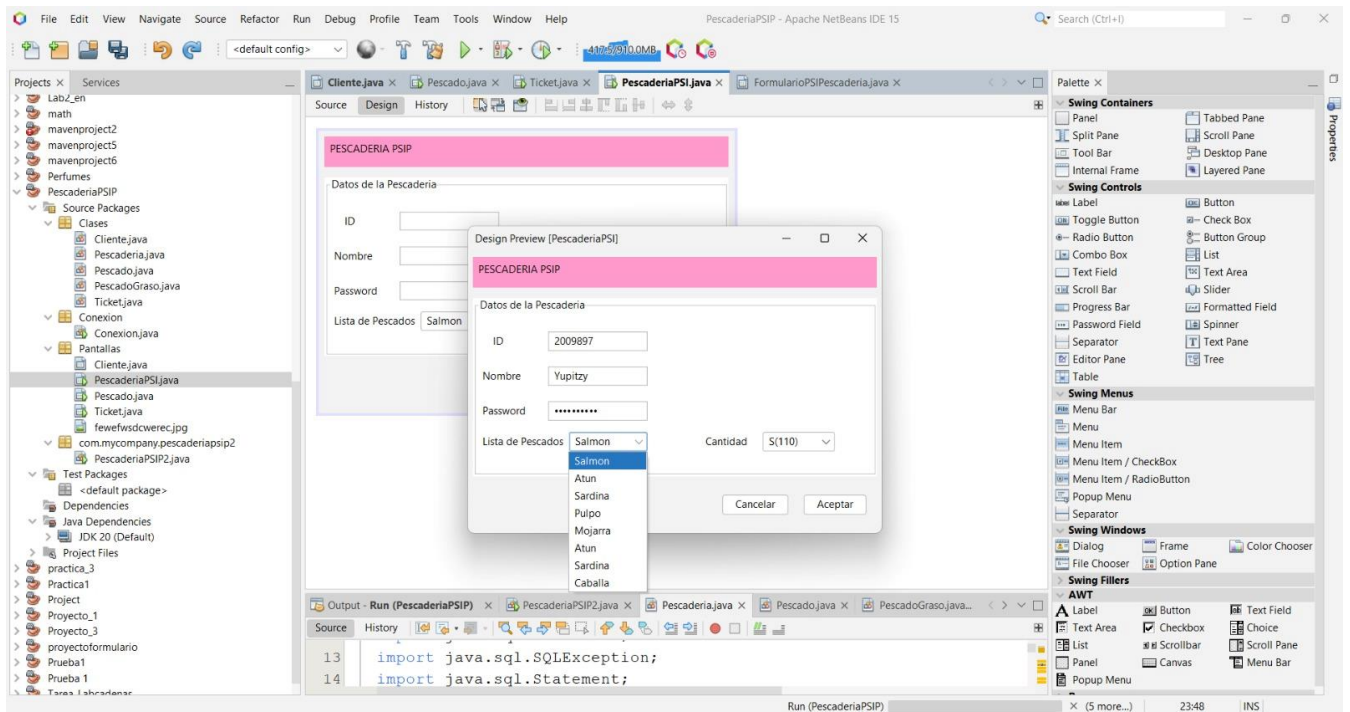 File Edit View Navigate Source Refactor Run Debug Profile Team Tools Window Help
PescaderiaPSIP - Apache NetBeans IDE 15
Search (Ctrl+I)
<default config>
Projects
Services
Lab2_en
math
mavenproject2
mavenproject5
mavenproject6
Perfumes
PescaderiaPSIP
Source Packages
Clases
Cliente.java
Pescaderia.java
Pescado.java
PescadoGraso.java
Ticket.java
Conexion
Conexion.java
Pantallas
Cliente.java
PescaderiaPSI.java
Pescado.java
Ticket.java
fewefwsdcwerec.jpg
com.mycompany.pescaderiapsip2
PescaderiaPSIP2.java
Test Packages
<default package>
Dependencies
Java Dependencies
JDK 20 (Default)
Project Files
practica_3
Practica1
Project
Proyecto_1
Proyecto_3
proyectoformulario
Prueba1
Prueba 1
Tarea_Labcadenas
Cliente.java
Pescado.java
Ticket.java
PescaderiaPSI.java
FormularioPSIPescaderia.java
Source Design History
PESCADERIA PSIP
Datos de la Pescaderia
ID
Nombre
Password
Lista de Pescados Salmon
Design Preview [PescaderiaPSI]
PESCADERIA PSIP
Datos de la Pescaderia
ID 2009897
Nombre Yupitzy
Password
Lista de Pescados Salmon Cantidad S(110)
Salmon
Atun
Sardina
Pulpo
Mojarra
Atun
Sardina
Caballa
Cancelar Aceptar
Output - Run (PescaderiaPSIP)
PescaderiaPSIP2.java
Pescaderia.java
Pescado.java
PescadoGraso.java...
Source History
13 import java.sql.SQLException;
14 import java.sql.Statement;
Palette
Swing Containers
Panel Tabbed Pane
Split Pane Scroll Pane
Tool Bar Desktop Pane
Internal Frame Layered Pane
Swing Controls
label Label OK Button
Toggle Button Check Box
Radio Button Button Group
Combo Box List
Text Field Text Area
Scroll Bar Slider
Progress Bar Formatted Field
Password Field Spinner
Separator Text Pane
Editor Pane Tree
Table
Swing Menus
Menu Bar
Menu
Menu Item
Menu Item / CheckBox
Menu Item / RadioButton
Popup Menu
Separator
Swing Windows
Dialog Frame Color Chooser
File Chooser Option Pane
Swing Fillers
AWT
Label Button Text Field
Text Area Checkbox Choice
List Scrollbar Scroll Pane
Panel Canvas Menu Bar
Popup Menu
Properties
Run (PescaderiaPSIP)
(5 more...)
23:48
INS